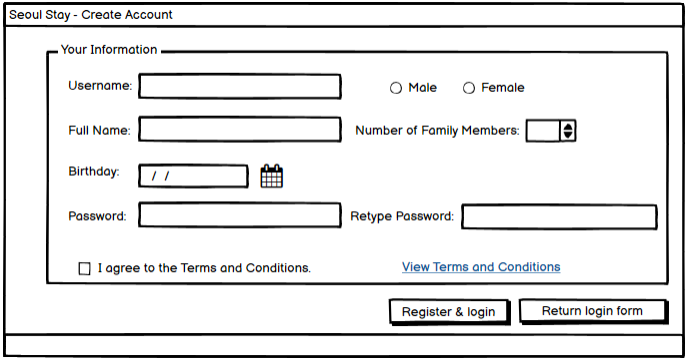 Seoul Stay - Create Account
Your Information
Username:
Male
Female
Full Name:
Number of Family Members:
Birthday:
/ /
Password:
Retype Password:
I agree to the Terms and Conditions.
View Terms and Conditions
Register & login
Return login form